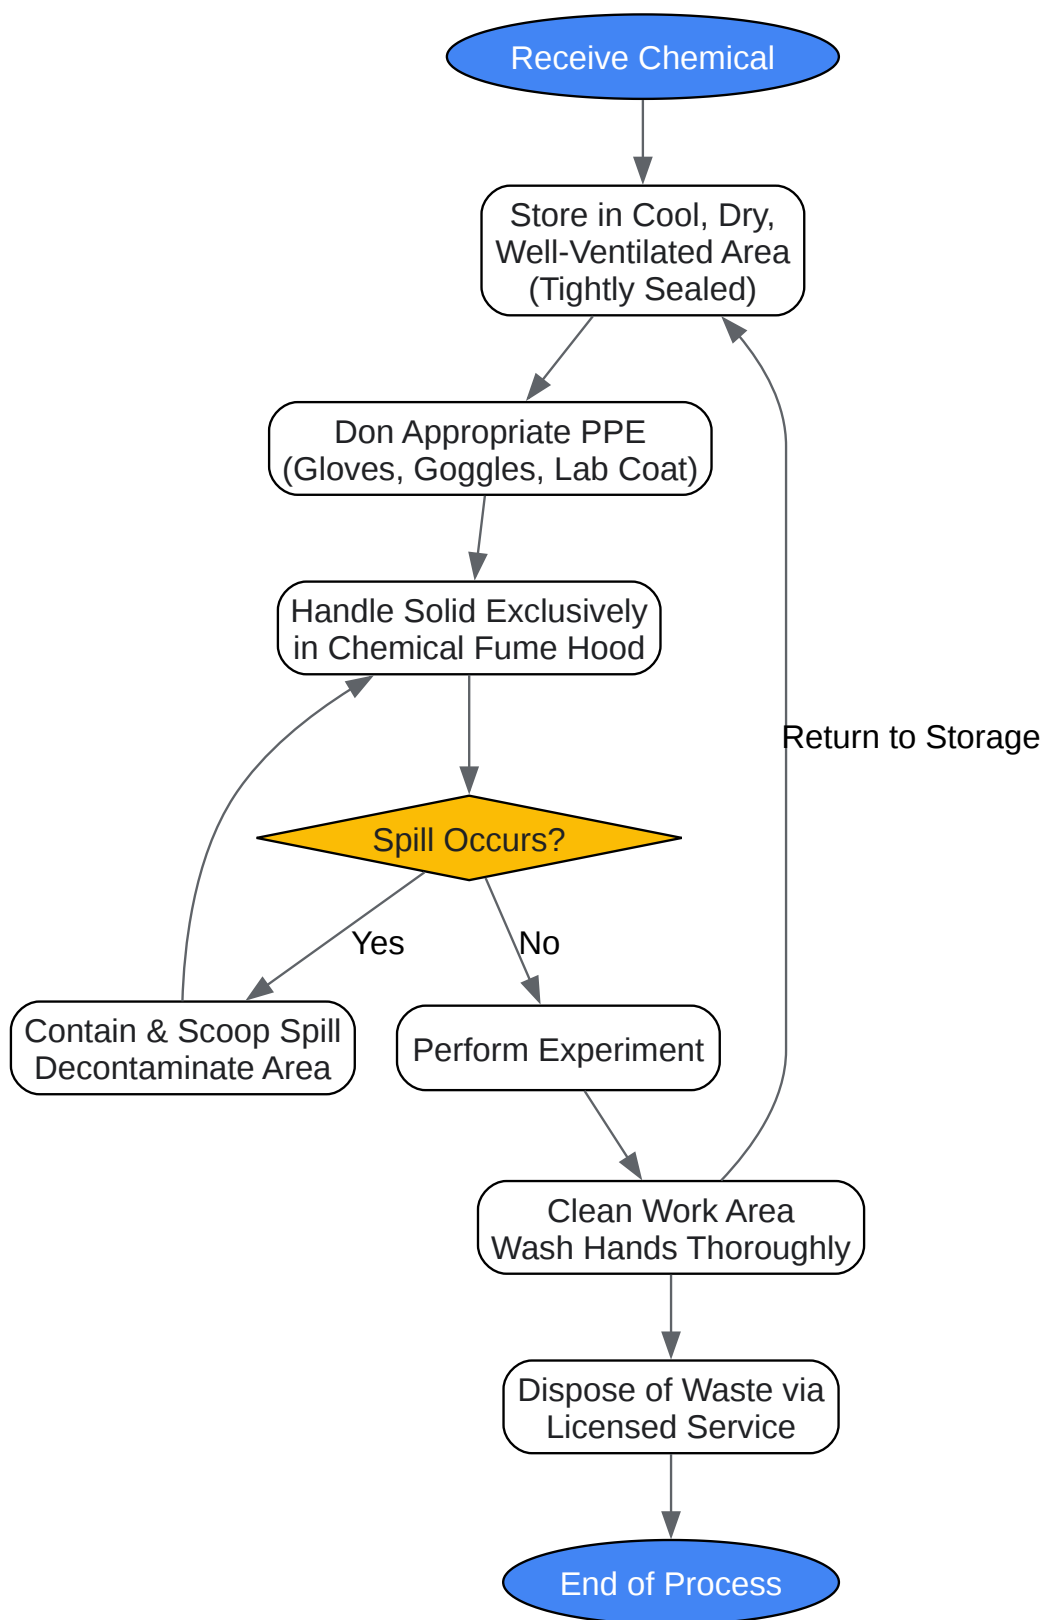 Receive Chemical
Store in Cool, Dry,
Well-Ventilated Area
(Tightly Sealed)
Don Appropriate PPE
(Gloves, Goggles, Lab Coat)
Handle Solid Exclusively
in Chemical Fume Hood
Return to Storage
Spill Occurs?
Yes
No
Contain & Scoop Spill
Decontaminate Area
Perform Experiment
Clean Work Area
Wash Hands Thoroughly
Dispose of Waste via
Licensed Service
End of Process